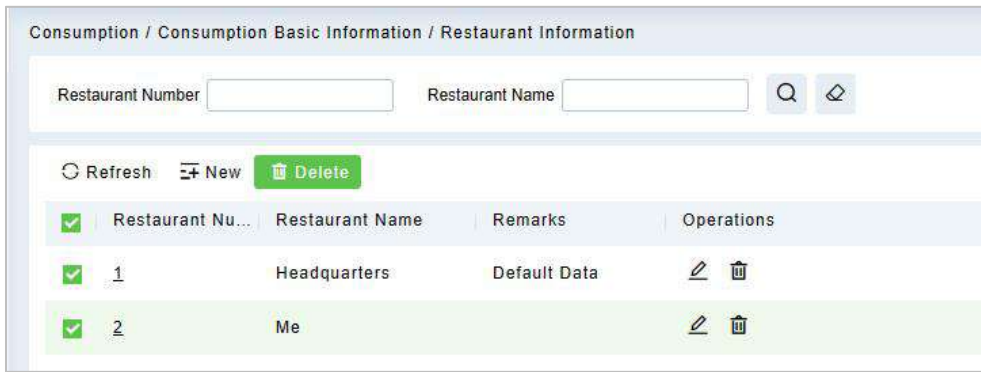 Consumption / Consumption Basic Information / Restaurant Information
Restaurant Number Restaurant Name
Refresh New Delete
Restaurant Nu... Restaurant Name Remarks Operations
1 Headquarters Default Data
2 Me